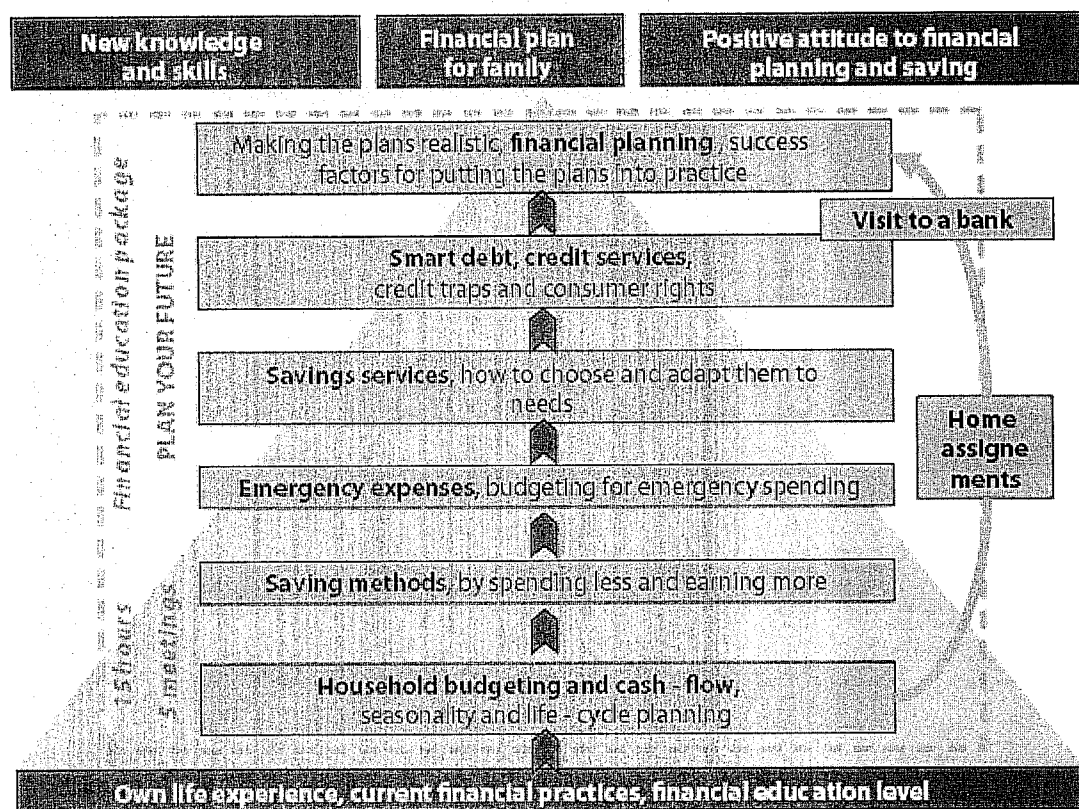 New knowledge
and skills
Financial plan
for family
Positive attitude to financial
planning and saving
Making the plans realistic, financial planning , success
factors for putting the plans into practice
Visit to a bank
Smart debt, credit services,
credit traps and consumer rights
Savings services, how to choose and adapt them to
needs
Home
assigne
ments
Emergency expenses, budgeting for emergency spending
Saving methods, by spending less and earning more
Household budgeting and cash - flow,
seasonality and life - cycle planning
Own life experience, current financial practices, financial education level
Financial education package
PLAN YOUR FUTURE
15 hours
5 meetings